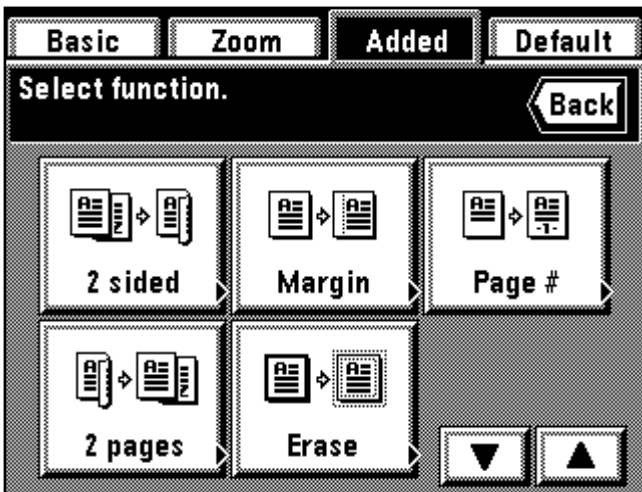 Basic Zoom Added Default
Select function.
Back
2 sided Margin Page #
2 pages Erase